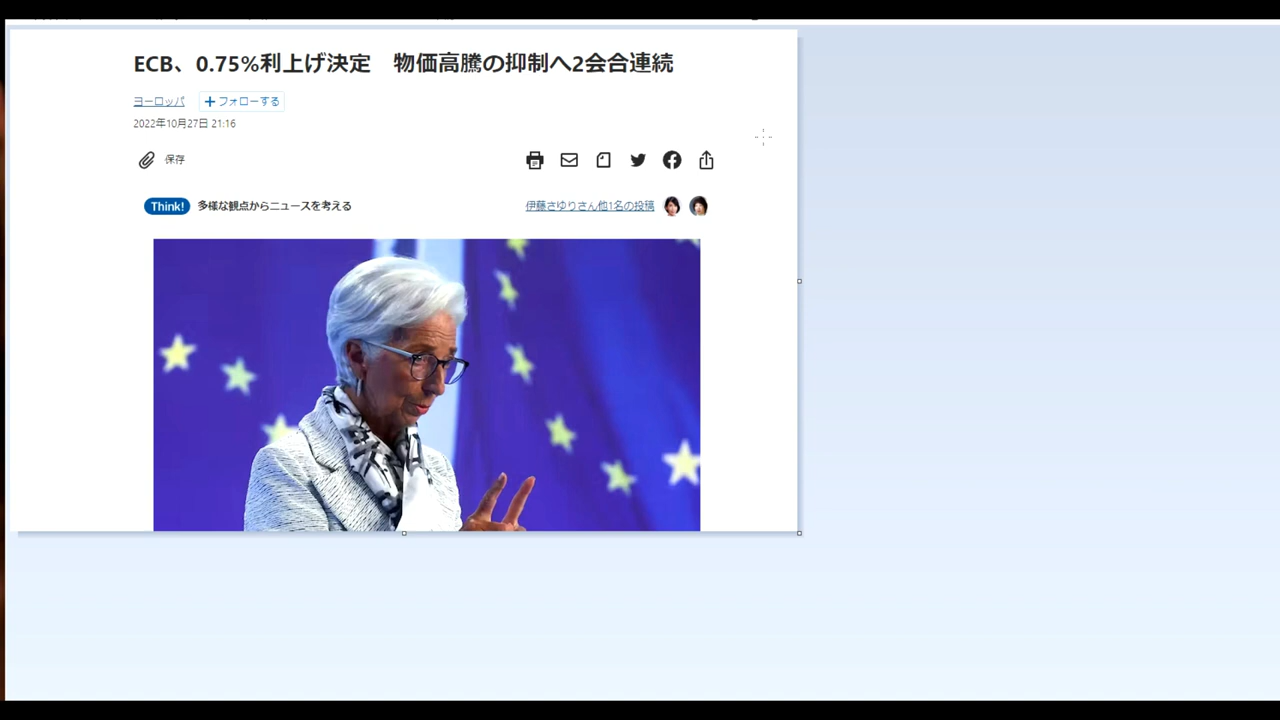 ECB、0.75%利上げ決定　物価高騰の抑制へ2会合連続
ヨーロッパ
+ フォローする
2022年10月27日 21:16
保存
Think! 多様な観点からニュースを考える
伊藤さゆりさん他1名の投稿